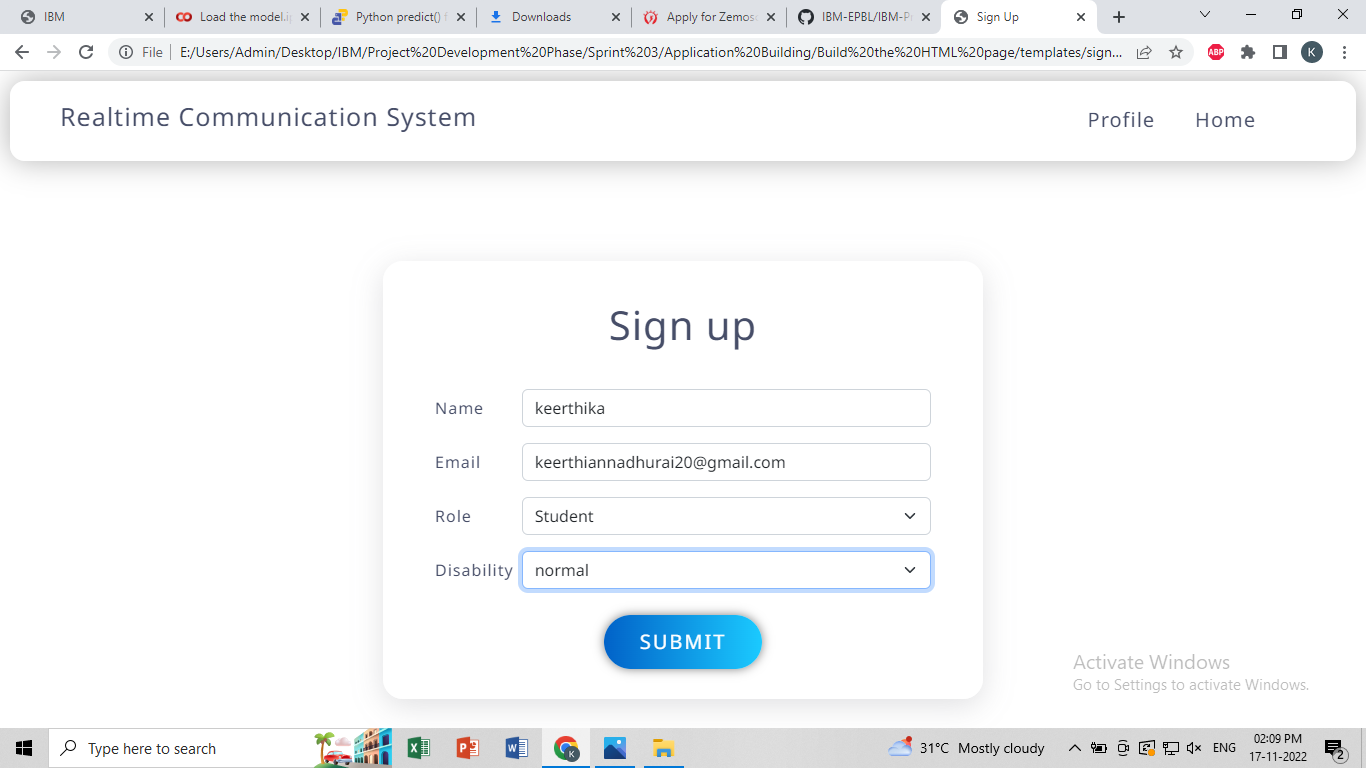 IBM
Load the model.i
Python predict() f
Downloads
Apply for Zemos
IBM-EPBL/IBM-P
Sign Up
File
E:/Users/Admin/Desktop/IBM/Project%20Development%20Phase/Sprint%203/Application%20Building/Build%20the%20HTML%20page/templates/sign...
ABP
K
Realtime Communication System
Profile
Home
Sign up
Name
keerthika
Email
keerthiannadhurai20@gmail.com
Role
Student
Disability
normal
SUBMIT
Activate Windows
Go to Settings to activate Windows.
Type here to search
31°C Mostly cloudy
ENG
02:09 PM
17-11-2022
2